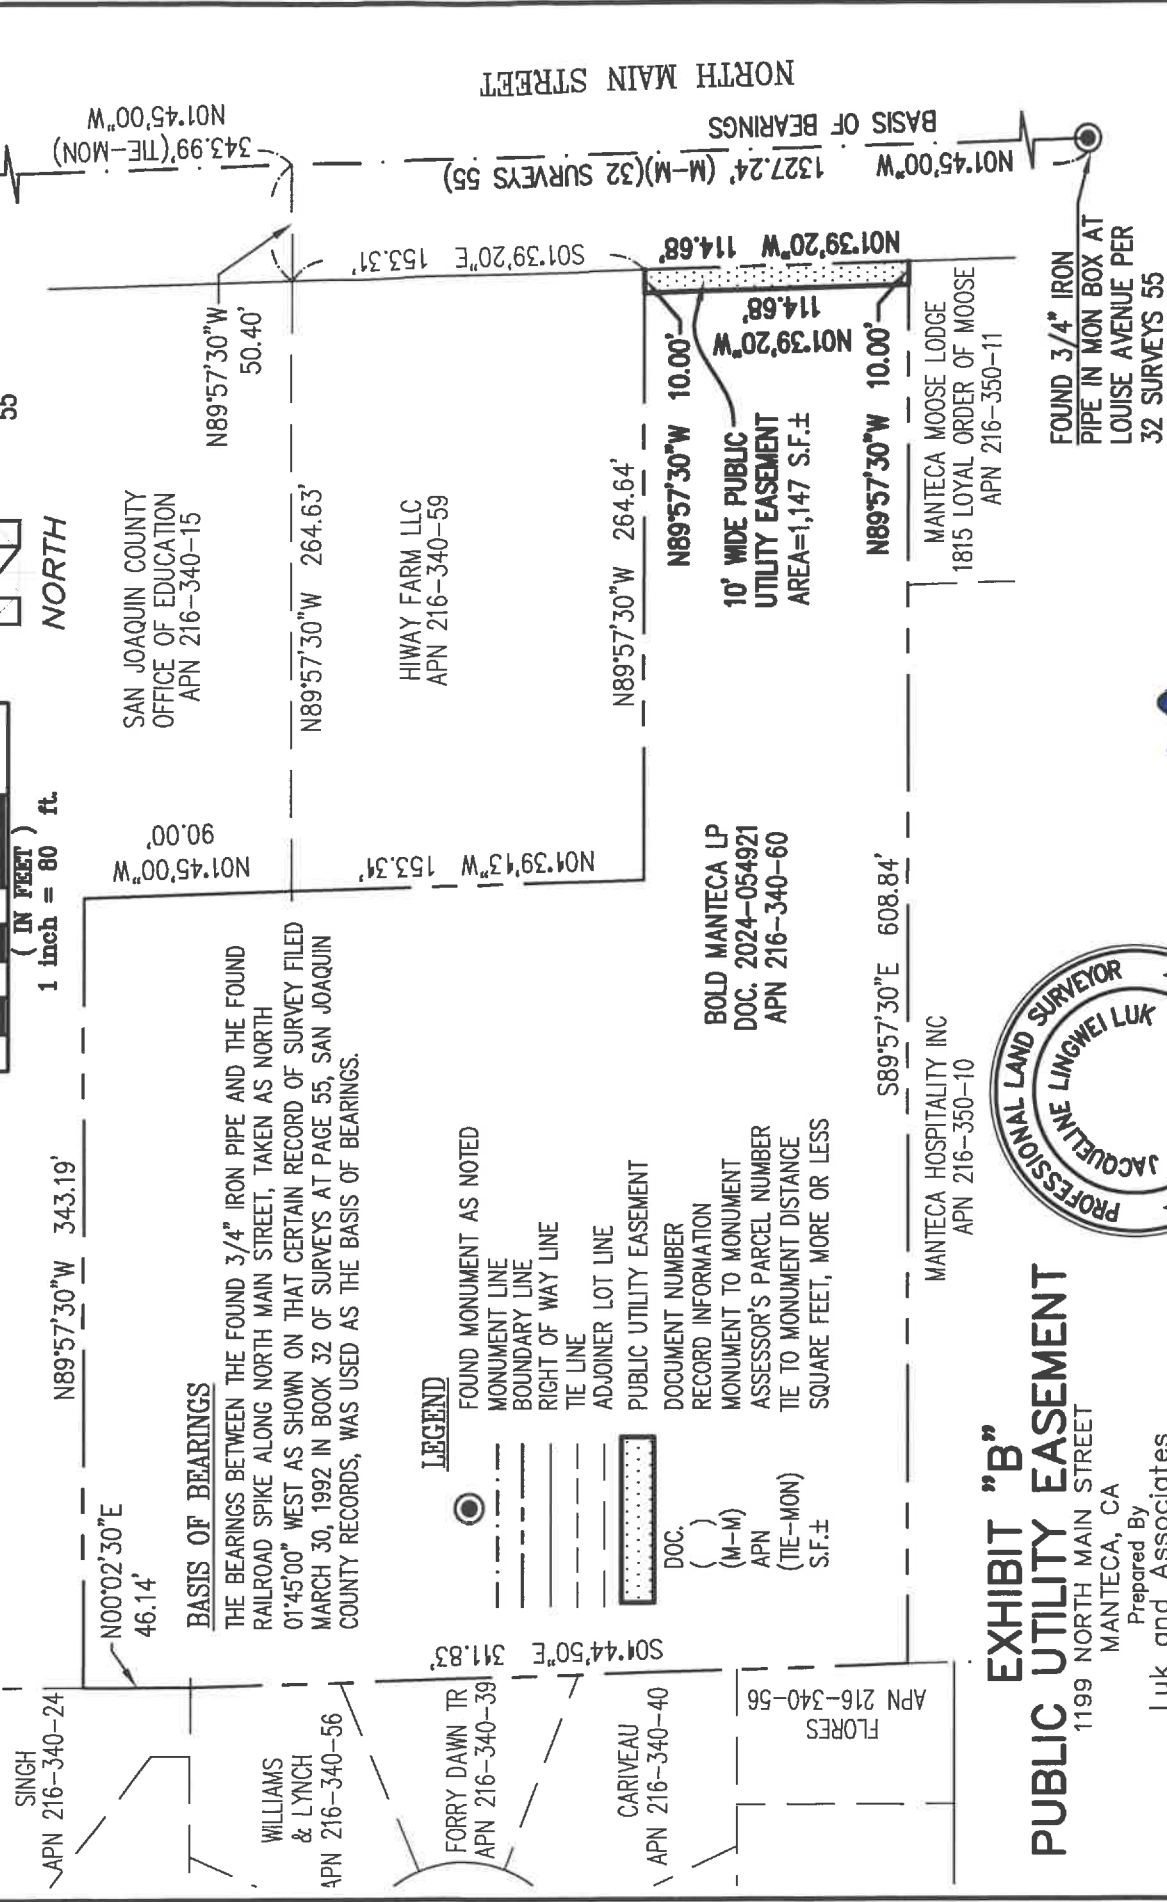 55
NORTH
( IN FEET )
1 inch = 80 ft.
N01°45'00"W
343.99'(TIE-MON)
NORTH MAIN STREET
BASIS OF BEARINGS
1327.24' (M-M)(32 SURVEYS 55)
N01°45'00"W
N89°57'30"W
50.40'
S01°39'20"E 153.31'
N01°39'20"W 114.68'
N01°39'20"W
114.68'
N89°57'30"W 10.00'
N89°57'30"W 10.00'
10' WIDE PUBLIC
UTILITY EASEMENT
AREA=1,147 S.F.±
FOUND 3/4" IRON
PIPE IN MON BOX AT
LOUISE AVENUE PER
32 SURVEYS 55
MANTECA MOOSE LODGE
1815 LOYAL ORDER OF MOOSE
APN 216-350-11
SAN JOAQUIN COUNTY
OFFICE OF EDUCATION
APN 216-340-15
N89°57'30"W 264.63'
HIWAY FARM LLC
APN 216-340-59
N89°57'30"W 264.64'
N01°45'00"W
90.00'
N01°39'13"W 153.31'
BOLD MANTECA LP
DOC. 2024-054921
APN 216-340-60
S89°57'30"E 608.84'
MANTECA HOSPITALITY INC
APN 216-350-10
N89°57'30"W 343.19'
N00°02'30"E
46.14'
BASIS OF BEARINGS
THE BEARINGS BETWEEN THE FOUND 3/4" IRON PIPE AND THE FOUND
RAILROAD SPIKE ALONG NORTH MAIN STREET, TAKEN AS NORTH
01°45'00" WEST AS SHOWN ON THAT CERTAIN RECORD OF SURVEY FILED
MARCH 30, 1992 IN BOOK 32 OF SURVEYS AT PAGE 55, SAN JOAQUIN
COUNTY RECORDS, WAS USED AS THE BASIS OF BEARINGS.
LEGEND
FOUND MONUMENT AS NOTED
MONUMENT LINE
BOUNDARY LINE
RIGHT OF WAY LINE
TIE LINE
ADJOINER LOT LINE
PUBLIC UTILITY EASEMENT
DOC. DOCUMENT NUMBER
( ) RECORD INFORMATION
(M-M) MONUMENT TO MONUMENT
APN ASSESSOR'S PARCEL NUMBER
(TIE-MON) TIE TO MONUMENT DISTANCE
S.F.± SQUARE FEET, MORE OR LESS
S01°44'50"E 311.83'
SINGH
APN 216-340-24
WILLIAMS
& LYNCH
APN 216-340-56
FORRY DAWN TR
APN 216-340-39
CARIVEAU
APN 216-340-40
FLORES
APN 216-340-56
PROFESSIONAL LAND SURVEYOR
JACQUELINE LINGWEI LUK
EXHIBIT "B"
PUBLIC UTILITY EASEMENT
1199 NORTH MAIN STREET
MANTECA, CA
Prepared By
Luk and Associates